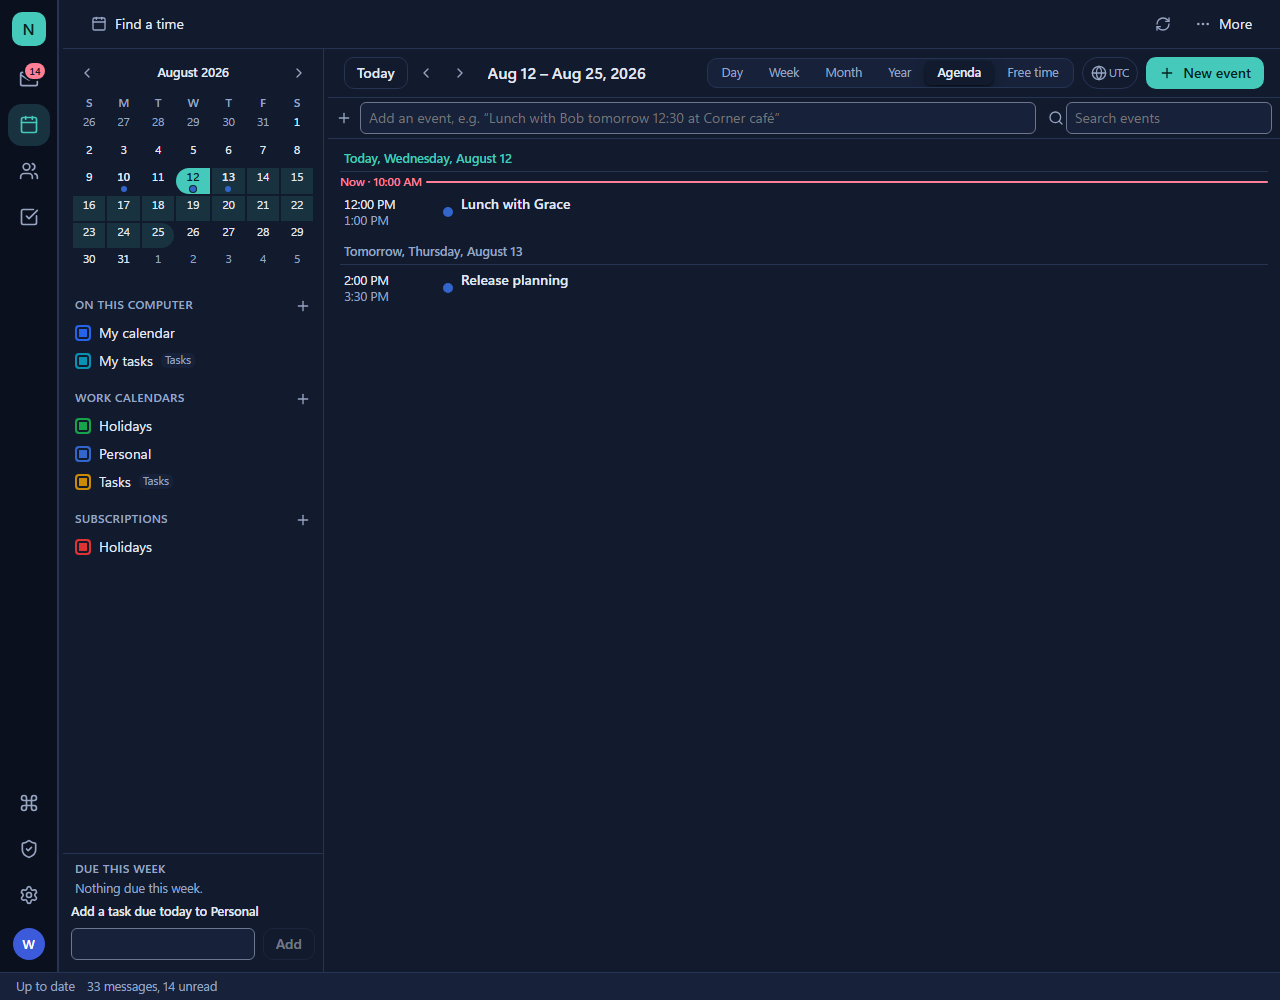 N
Find a time
More
14
August 2026
S M T W T F S
26 27 28 29 30 31 1
2 3 4 5 6 7 8
9 10 11 12 13 14 15
16 17 18 19 20 21 22
23 24 25 26 27 28 29
30 31 1 2 3 4 5
ON THIS COMPUTER
My calendar
My tasks Tasks
WORK CALENDARS
Holidays
Personal
Tasks Tasks
SUBSCRIPTIONS
Holidays
DUE THIS WEEK
Nothing due this week.
Add a task due today to Personal
Add
W
Today
Aug 12 – Aug 25, 2026
Day Week Month Year Agenda Free time
UTC
New event
Add an event, e.g. “Lunch with Bob tomorrow 12:30 at Corner café”
Search events
Today, Wednesday, August 12
Now · 10:00 AM
12:00 PM Lunch with Grace
1:00 PM
Tomorrow, Thursday, August 13
2:00 PM Release planning
3:30 PM
Up to date 33 messages, 14 unread